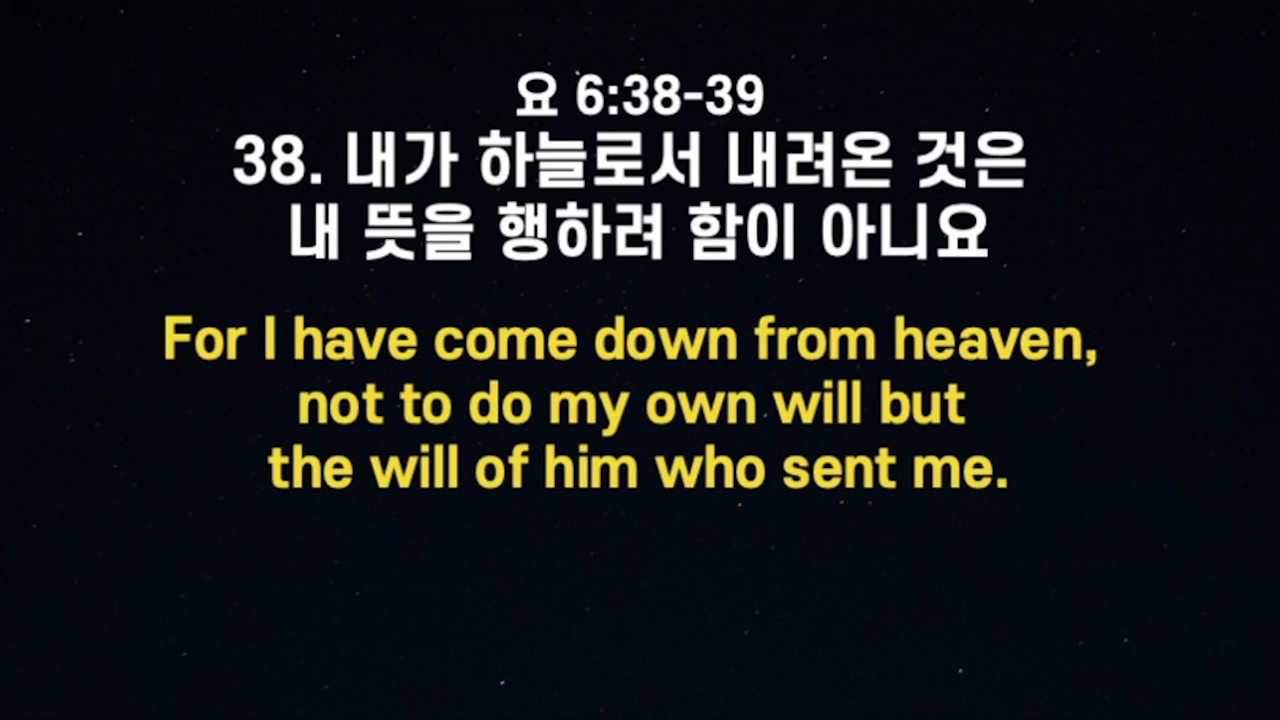 요 6:38-39
38. 내가 하늘로서 내려온 것은
내 뜻을 행하려 함이 아니요
For I have come down from heaven,
not to do my own will but
the will of him who sent me.